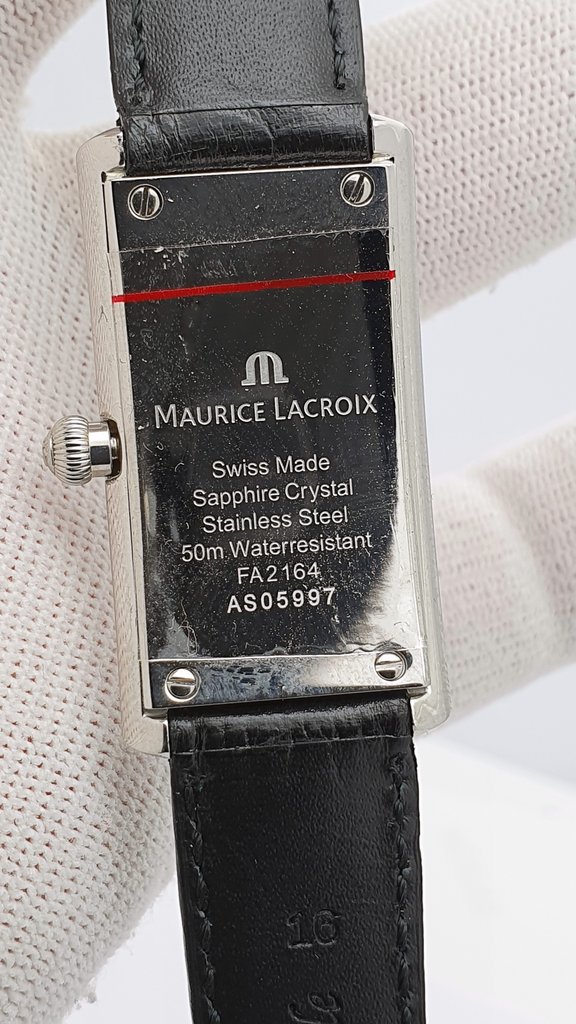 MAURICE LACROIX
Swiss Made
Sapphire Crystal
Stainless Steel
50m Waterresistant
FA2164
AS05997
16